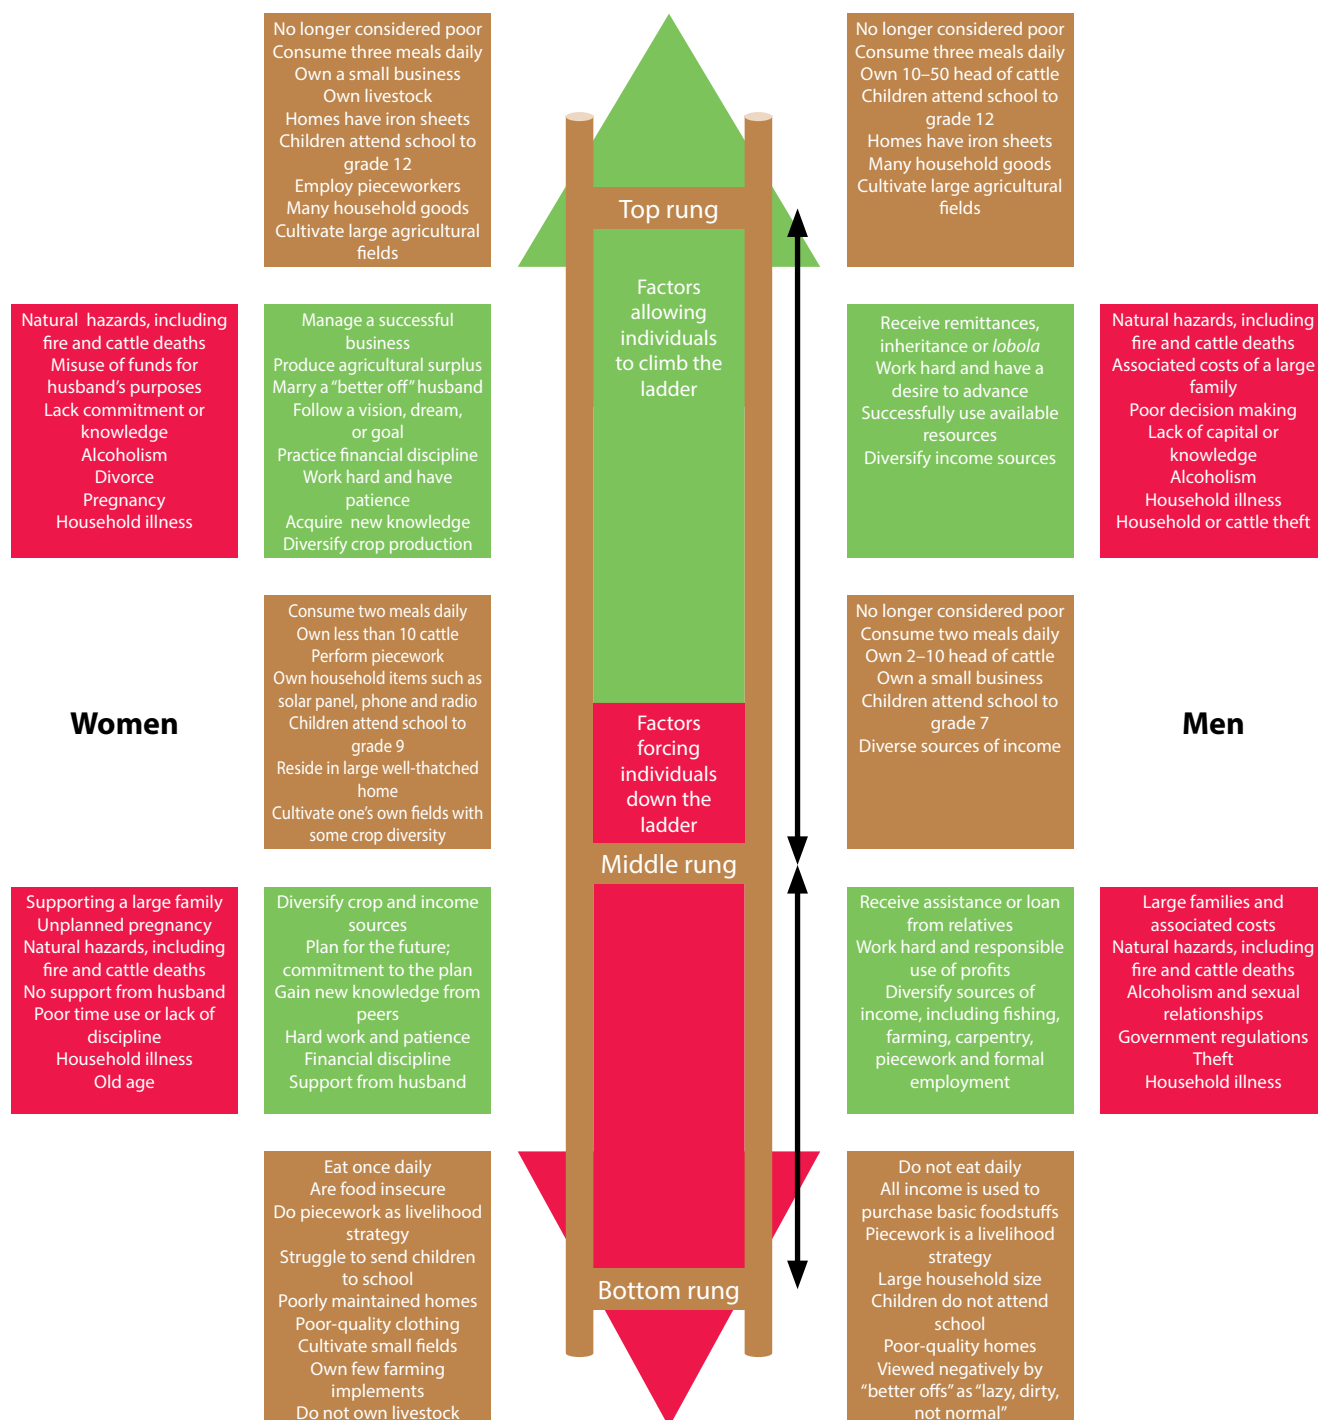 No longer considered poor
Consume three meals daily
Own a small business
Own livestock
Homes have iron sheets
Children attend school to
grade 12
Employ pieceworkers
Many household goods
Cultivate large agricultural
fields
Top rung
No longer considered poor
Consume three meals daily
Own 10–50 head of cattle
Children attend school to
grade 12
Homes have iron sheets
Many household goods
Cultivate large agricultural
fields
Natural hazards, including
fire and cattle deaths
Misuse of funds for
husband’s purposes
Lack commitment or
knowledge
Alcoholism
Divorce
Pregnancy
Household illness
Manage a successful
business
Produce agricultural surplus
Marry a “better off” husband
Follow a vision, dream,
or goal
Practice financial discipline
Work hard and have
patience
Acquire new knowledge
Diversify crop production
Factors
allowing
individuals
to climb the
ladder
Receive remittances,
inheritance or lobola
Work hard and have a
desire to advance
Successfully use available
resources
Diversify income sources
Natural hazards, including
fire and cattle deaths
Associated costs of a large
family
Poor decision making
Lack of capital or
knowledge
Alcoholism
Household illness
Household or cattle theft
Women
Consume two meals daily
Own less than 10 cattle
Perform piecework
Own household items such as
solar panel, phone and radio
Children attend school to
grade 9
Reside in large well-thatched
home
Cultivate one’s own fields with
some crop diversity
Factors
forcing
individuals
down the
ladder
Middle rung
No longer considered poor
Consume two meals daily
Own 2–10 head of cattle
Own a small business
Children attend school to
grade 7
Diverse sources of income
Men
Supporting a large family
Unplanned pregnancy
Natural hazards, including
fire and cattle deaths
No support from husband
Poor time use or lack of
discipline
Household illness
Old age
Diversify crop and income
sources
Plan for the future;
commitment to the plan
Gain new knowledge from
peers
Hard work and patience
Financial discipline
Support from husband
Receive assistance or loan
from relatives
Work hard and responsible
use of profits
Diversify sources of
income, including fishing,
farming, carpentry,
piecework and formal
employment
Large families and
associated costs
Natural hazards, including
fire and cattle deaths
Alcoholism and sexual
relationships
Government regulations
Theft
Household illness
Eat once daily
Are food insecure
Do piecework as livelihood
strategy
Struggle to send children
to school
Poorly maintained homes
Poor-quality clothing
Cultivate small fields
Own few farming
implements
Do not own livestock
Bottom rung
Do not eat daily
All income is used to
purchase basic foodstuffs
Piecework is a livelihood
strategy
Large household size
Children do not attend
school
Poor-quality homes
Viewed negatively by
“better offs” as “lazy, dirty,
not normal”